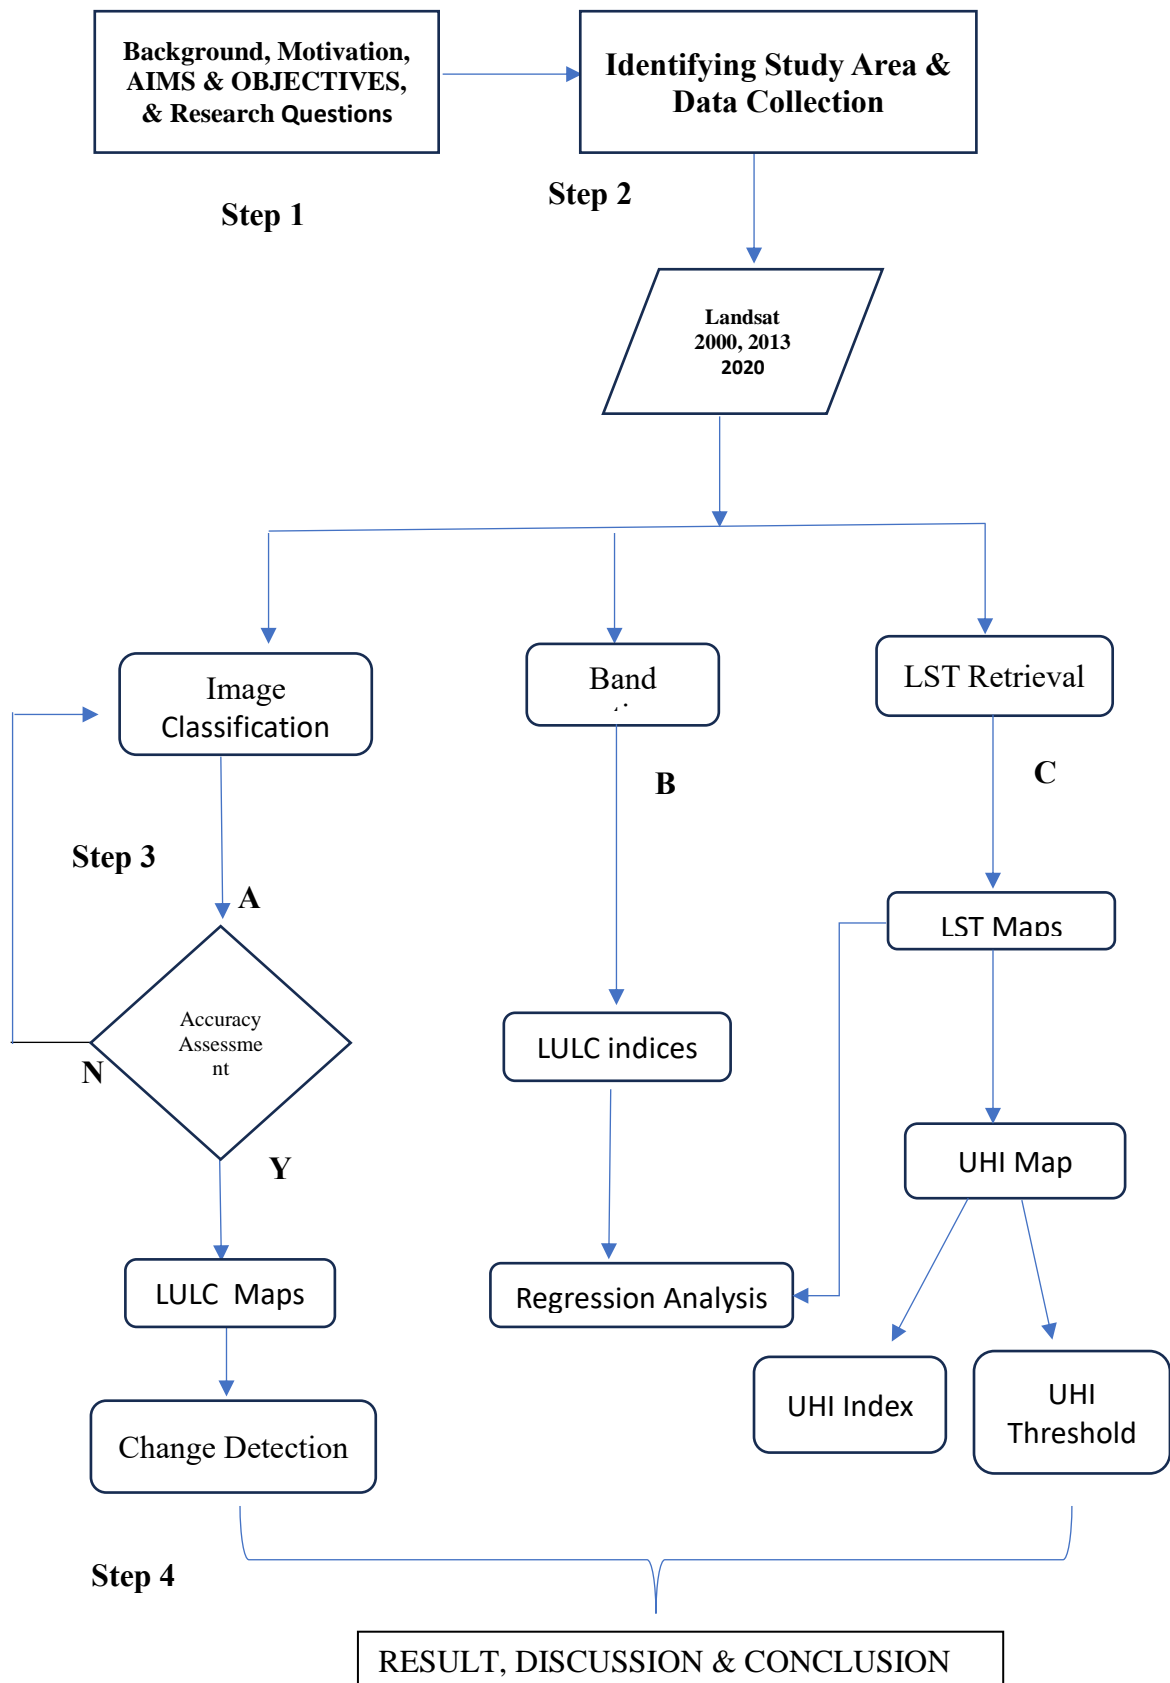 Background, Motivation,
AIMS & OBJECTIVES,
& Research Questions
Identifying Study Area &
Data Collection
Step 1
Step 2
Landsat
2000, 2013
2020
Image
Classification
Band
LST Retrieval
B
C
Step 3
A
LST Maps
Accuracy
Assessme
nt
N
LULC indices
Y
UHI Map
LULC  Maps
Regression Analysis
UHI Index
UHI
Threshold
Change Detection
Step 4
RESULT, DISCUSSION & CONCLUSION